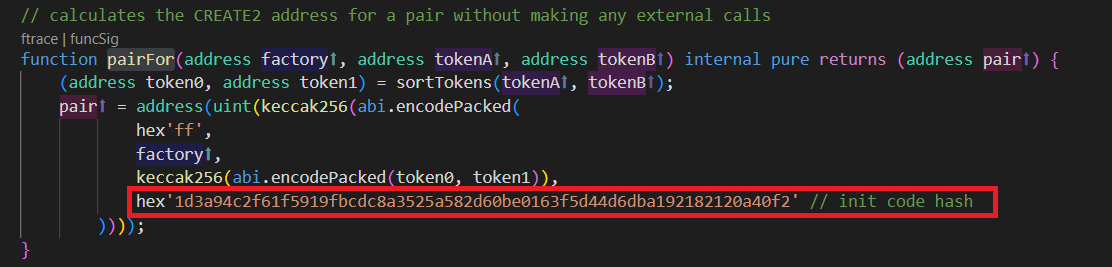 // calculates the CREATE2 address for a pair without making any external calls
ftrace | funcSig
function pairFor(address factory↑, address tokenA↑, address tokenB↑) internal pure returns (address pair↑) {
(address token0, address token1) = sortTokens(tokenA↑, tokenB↑);
pair↑ = address(uint(keccak256(abi.encodePacked(
hex'ff',
factory↑,
keccak256(abi.encodePacked(token0, token1)),
hex'1d3a94c2f61f5919fbcdc8a3525a582d60be0163f5d44d6dba192182120a40f2' // init code hash
))));
}